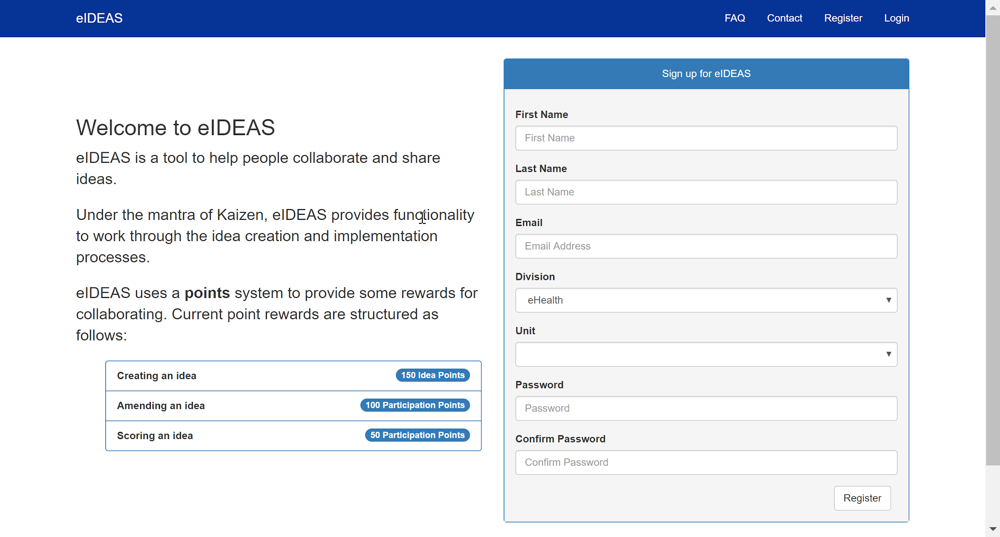 eIDEAS
FAQ
Contact
Register
Login
Welcome to eIDEAS
eIDEAS is a tool to help people collaborate and share
ideas.
Under the mantra of Kaizen, eIDEAS provides functionality
to work through the idea creation and implementation
processes.
eIDEAS uses a points system to provide some rewards for
collaborating. Current point rewards are structured as
follows:
Creating an idea
150 Idea Points
Amending an idea
100 Participation Points
Scoring an idea
50 Participation Points
Sign up for eIDEAS
First Name
First Name
Last Name
Last Name
Email
Email Address
Division
eHealth
Unit
Password
Password
Confirm Password
Confirm Password
Register